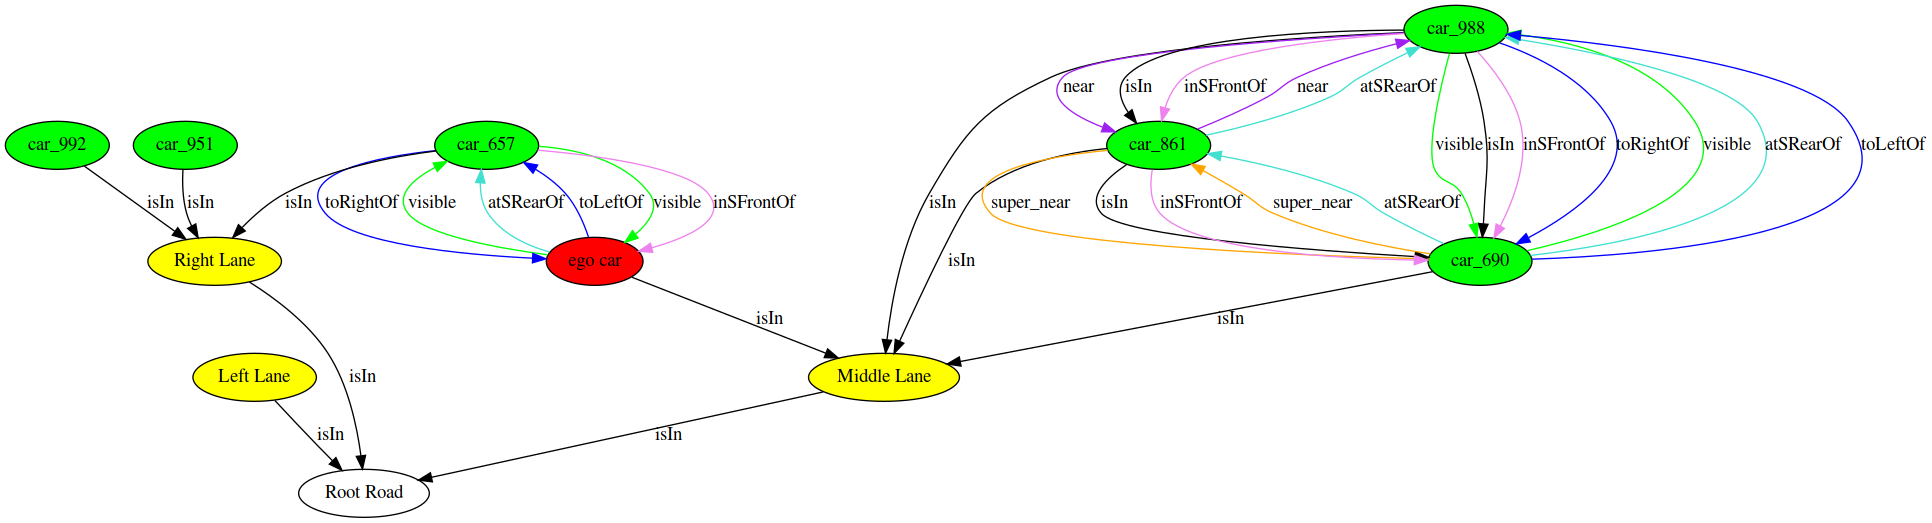 car_988
near
isIn
inSFrontOf
near
atSRearOf
car_992
car_951
car_657
car_861
visible
isIn
inSFrontOf
toRightOf
visible
atSRearOf
toLeftOf
isIn
isIn
isIn
toRightOf
visible
atSRearOf
toLeftOf
visible
inSFrontOf
isIn
super_near
isIn
inSFrontOf
super_near
atSRearOf
Right Lane
ego car
isIn
car_690
isIn
isIn
Left Lane
isIn
Middle Lane
isIn
isIn
Root Road